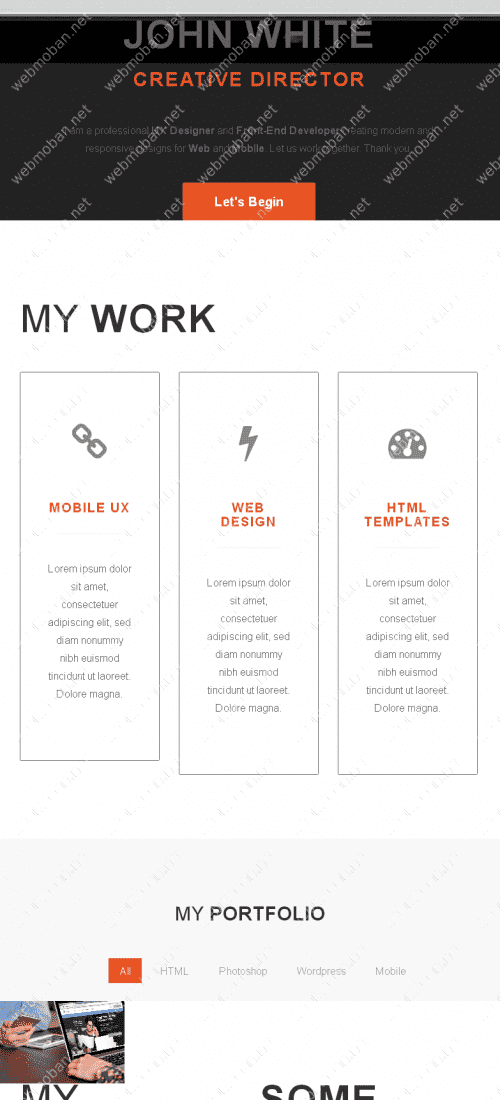 JOHN WHITE
CREATIVE DIRECTOR
I am a professional UX Designer and Front-End Developer creating modern and
responsive designs for Web and Mobile. Let us work together. Thank you.
Let's Begin
MY WORK
MOBILE UX
WEB
DESIGN
HTML
TEMPLATES
Lorem ipsum dolor
sit amet,
consectetuer
adipiscing elit, sed
diam nonummy
nibh euismod
tincidunt ut laoreet.
Dolore magna.
Lorem ipsum dolor
sit amet,
consectetuer
adipiscing elit, sed
diam nonummy
nibh euismod
tincidunt ut laoreet.
Dolore magna.
Lorem ipsum dolor
sit amet,
consectetuer
adipiscing elit, sed
diam nonummy
nibh euismod
tincidunt ut laoreet.
Dolore magna.
MY PORTFOLIO
All HTML Photoshop Wordpress Mobile
MY SOME
webmoban.net